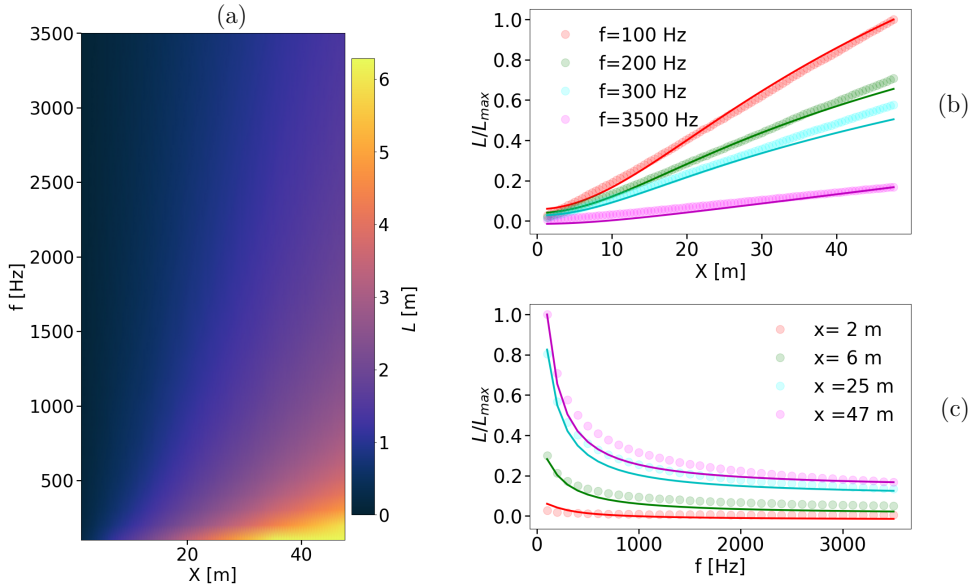 (a)
3500
3000
2500
2000
1500
1000
500
f [Hz]
20
40
X [m]
6
5
4
3
2
1
0
L [m]
1.0
0.8
0.6
0.4
0.2
0.0
L/Lmax
f=100 Hz
f=200 Hz
f=300 Hz
f=3500 Hz
0
10
20
30
40
X [m]
(b)
1.0
0.8
0.6
0.4
0.2
0.0
L/Lmax
x= 2 m
x= 6 m
x =25 m
x =47 m
0
1000
2000
3000
f [Hz]
(c)